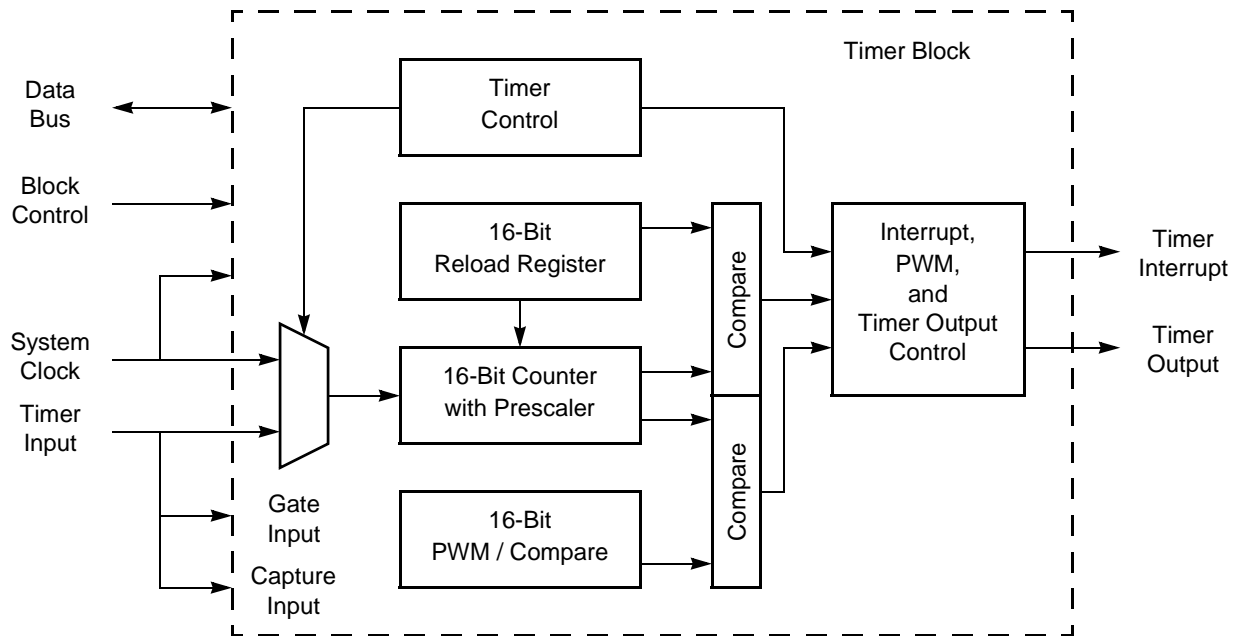 Timer Block
Data
Bus
Timer
Control
Block
Control
16-Bit
Reload Register
Compare
Interrupt,
PWM,
and
Timer Output
Control
Timer
Interrupt
System
Clock
16-Bit Counter
with Prescaler
Timer
Output
Timer
Input
Compare
Gate
Input
16-Bit
PWM / Compare
Capture
Input